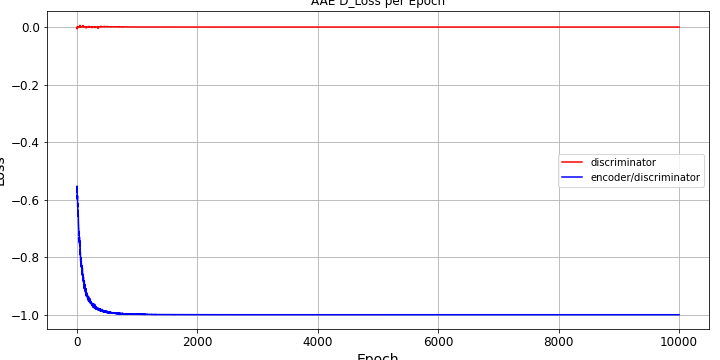 AAE D_Loss per Epoch
0.0
−0.2
−0.4
−0.6
−0.8
−1.0
Loss
discriminator
encoder/discriminator
0
2000
4000
6000
8000
10000
Epoch